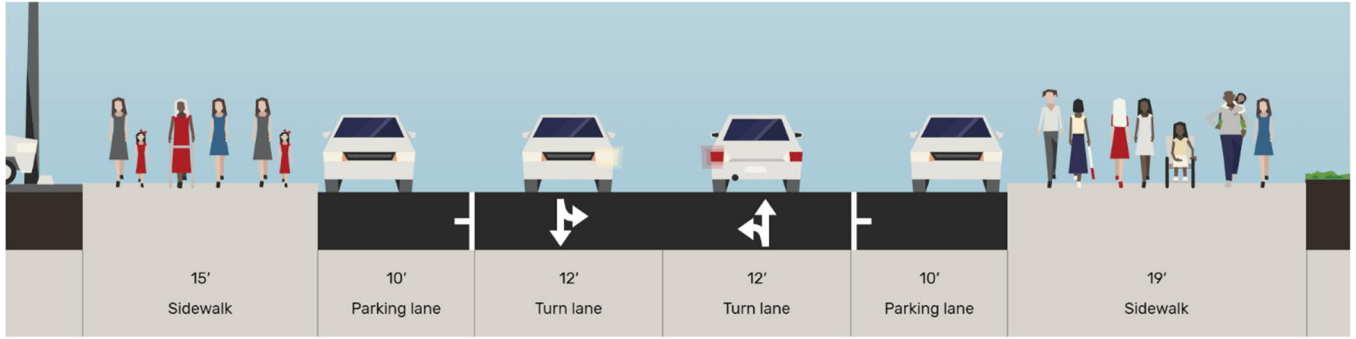 15’
Sidewalk
10’
Parking lane
12’
Turn lane
12’
Turn lane
10’
Parking lane
19’
Sidewalk